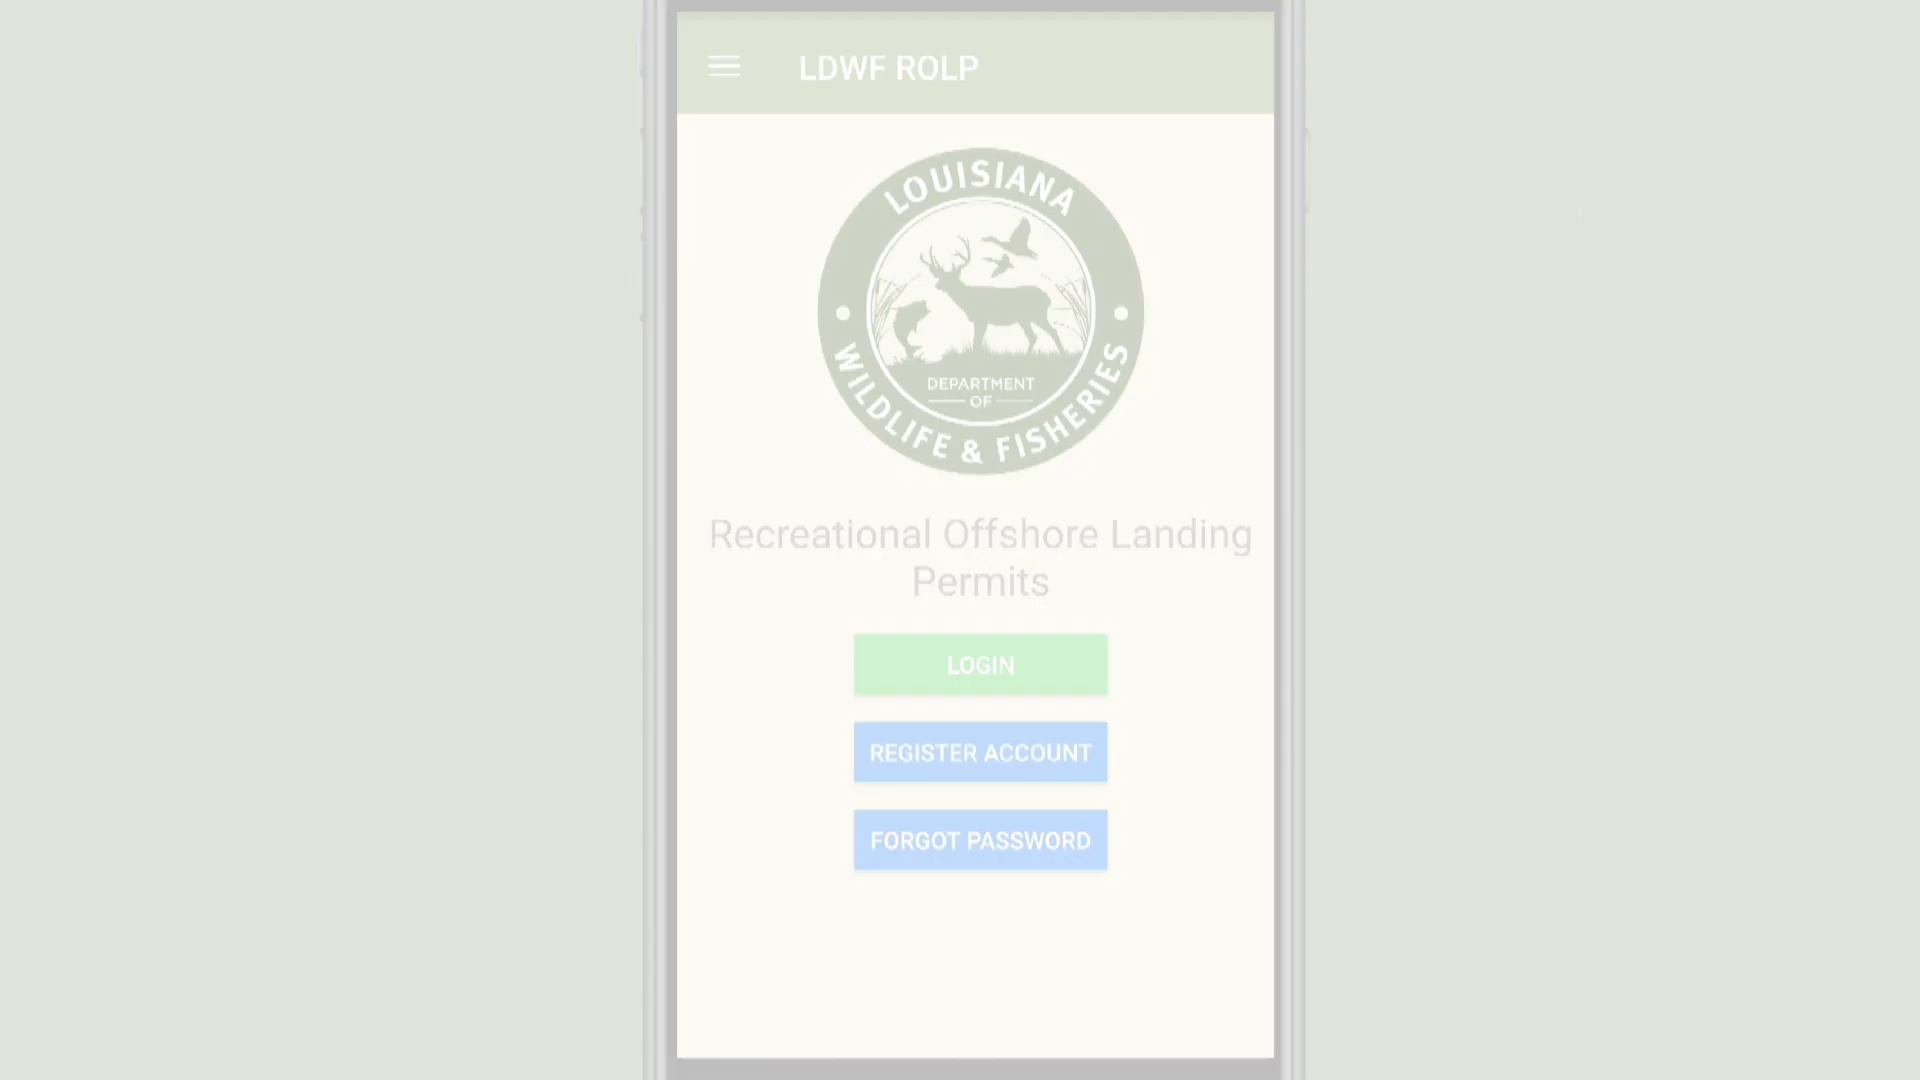 LDWF ROLP
LOUISIANA
DEPARTMENT
OF
WILDLIFE & FISHERIES
Recreational Offshore Landing
Permits
LOGIN
REGISTER ACCOUNT
FORGOT PASSWORD